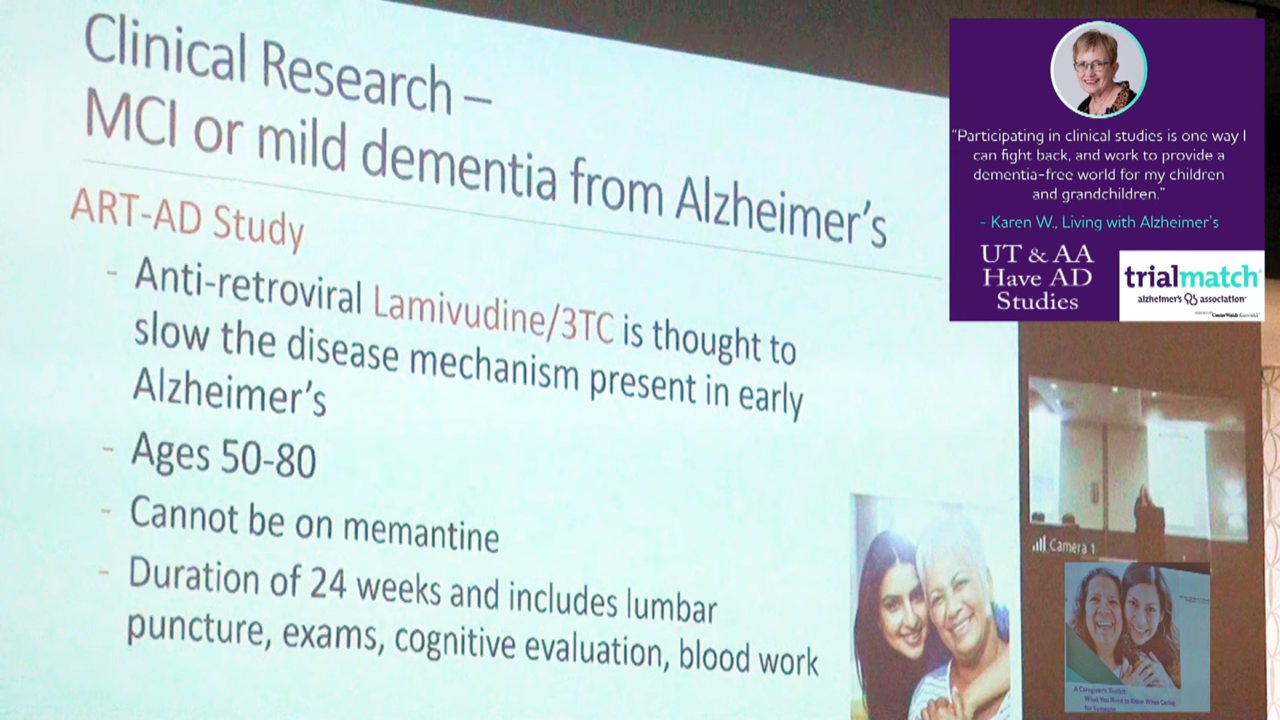 Clinical Research –
MCI or mild dementia from Alzheimer's
ART-AD Study
- Anti-retroviral Lamivudine/3TC is thought to
slow the disease mechanism present in early
Alzheimer's
- Ages 50-80
- Cannot be on memantine
- Duration of 24 weeks and includes lumbar
puncture, exams, cognitive evaluation, blood work
"Participating in clinical studies is one way I
can fight back, and work to provide a
dementia-free world for my children
and grandchildren."
- Karen W., Living with Alzheimer's
UT & AA
Have AD
Studies
trialmatch
alzheimer's association
Camera 1
A Caregiver's Toolkit:
What You Need to Know When Caring
for Someone